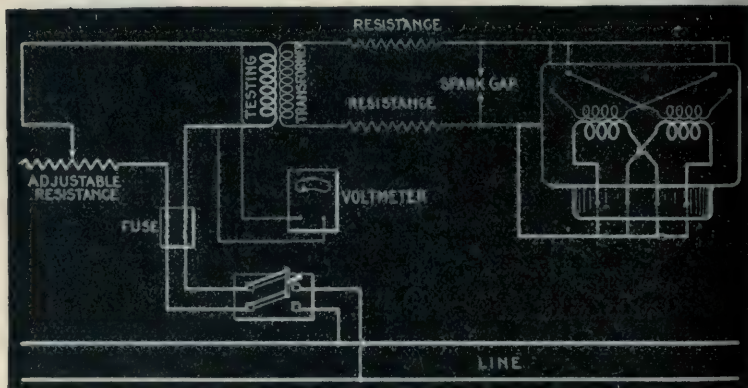 RESISTANCE
TESTING
TRANSFORMER
SPARK GAP
RESISTANCE
ADJUSTABLE
RESISTANCE
VOLTMETER
FUSE
LINE